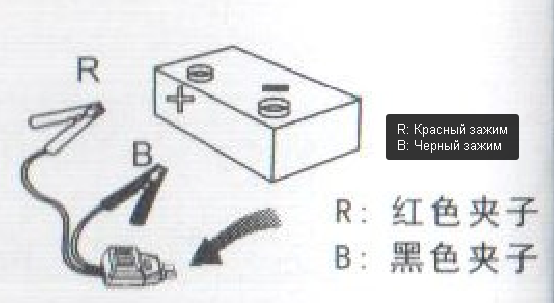 R
+
−
B
R: Красный зажим
B: Черный зажим
R: 红色夹子
B: 黑色夹子